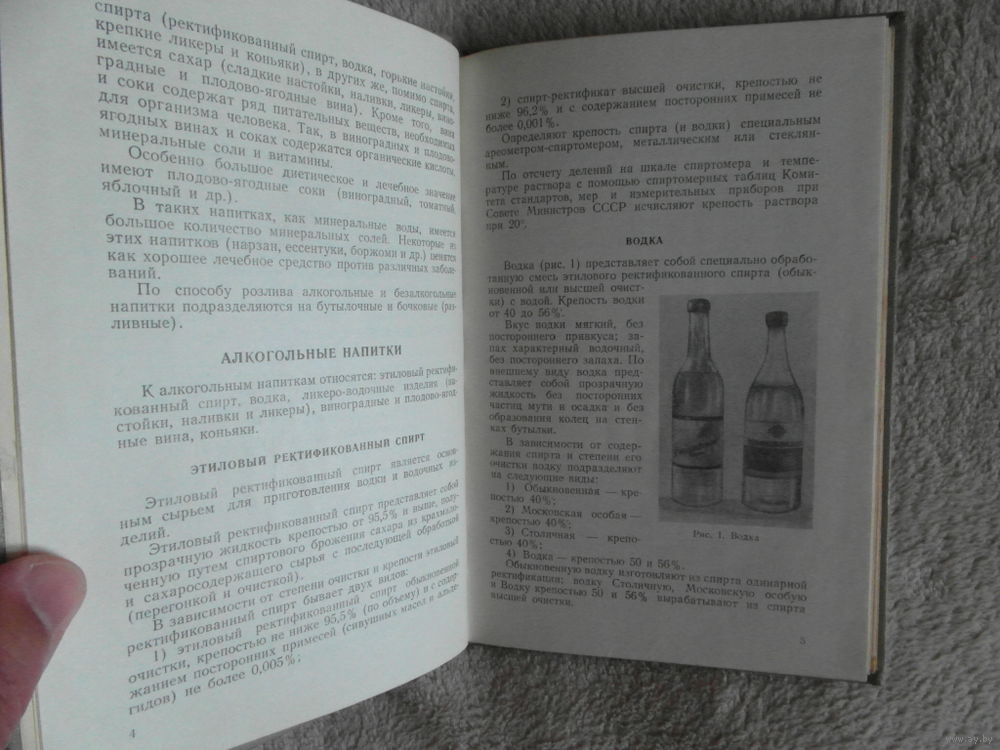 спирта (ректификованный спирт, водка, горькие настойки,
крепкие ликеры и коньяки), в других же, помимо спирта,
имеется сахар (сладкие настойки, наливки, ликеры, вино-
градные и плодово-ягодные вина). Кроме того, вина
и соки содержат ряд питательных веществ, необходимых
для организма человека. Так, в виноградных и плодово-
ягодных винах и соках содержатся органические кислоты,
минеральные соли и витамины.
Особенно большое диетическое и лечебное значение
имеют плодово-ягодные соки (виноградный, томатный,
яблочный и др.).
В таких напитках, как минеральные воды, имеется
большое количество минеральных солей. Некоторые из
этих напитков (нарзан, ессентуки, боржоми и др.) ценятся
как хорошее лечебное средство против различных заболе-
ваний.
По способу розлива алкогольные и безалкогольные
напитки подразделяются на бутылочные и бочковые (раз-
ливные).
АЛКОГОЛЬНЫЕ НАПИТКИ
К алкогольным напиткам относятся: этиловый ректифи-
кованный спирт, водка, ликеро-водочные изделия (на-
стойки, наливки и ликеры), виноградные и плодово-ягод-
ные вина, коньяки.
ЭТИЛОВЫЙ РЕКТИФИКОВАННЫЙ СПИРТ
Этиловый ректификованный спирт является основ-
ным сырьем для приготовления водки и водочных из-
делий.
Этиловый ректификованный спирт представляет собой
прозрачную жидкость крепостью от 95,5% и выше, полу-
ченную путем спиртового брожения сахара из крахмало-
и сахаросодержащего сырья с последующей обработкой
(перегонкой и очисткой).
В зависимости от степени очистки и крепости этиловый
ректификованный спирт бывает двух видов:
1) этиловый ректификованный спирт обыкновенной
очистки, крепостью не ниже 95,5% (по объему) и с содер-
жанием посторонних примесей (сивушных масел и альде-
гидов) не более 0,005%;
4
2) спирт-ректификат высшей очистки, крепостью не
ниже 96,2% и с содержанием посторонних примесей не
более 0,001%.
Определяют крепость спирта (и водки) специальным
ареометром-спиртомером, металлическим или стеклян-
ным.
По отсчету делений на шкале спиртомера и темпе-
ратуре раствора с помощью спиртомерных таблиц Коми-
тета стандартов, мер и измерительных приборов при
Совете Министров СССР исчисляют крепость раствора
при 20°.
ВОДКА
Водка (рис. 1) представляет собой специально обрабо-
танную смесь этилового ректификованного спирта (обык-
новенной или высшей очист-
ки) с водой. Крепость водки
от 40 до 56%.
Вкус водки мягкий, без
постороннего привкуса; за-
пах характерный водочный,
без постороннего запаха. По
внешнему виду водка пред-
ставляет собой прозрачную
жидкость без посторонних
частиц мути и осадка и без
образования колец на стен-
ках бутылки.
В зависимости от содер-
жания спирта и степени его
очистки водку подразделяют
на следующие виды:
1) Обыкновенная — кре-
постью 40%;
2) Московская особая —
крепостью 40%;
3) Столичная — крепо-
стью 40%;
4) Водка — крепостью 50 и 56%.
Рис. 1. Водка
Обыкновенную водку изготовляют из спирта одинарной
ректификации; водку Столичную, Московскую особую
и Водку крепостью 50 и 56% вырабатывают из спирта
высшей очистки.
5
www.ay.by